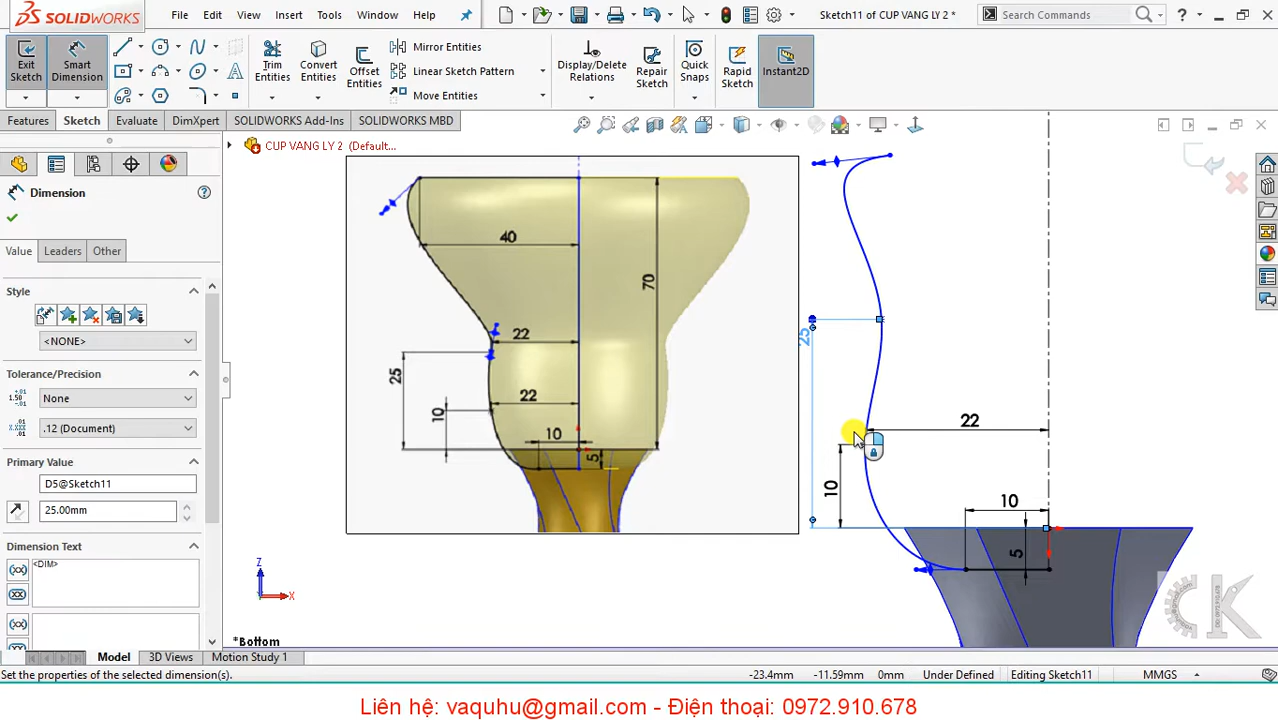 SOLIDWORKS
File
Edit
View
Insert
Tools
Window
Help
Sketch11 of CUP VANG LY 2 *
Search Commands
?
Exit Sketch
Smart Dimension
Trim Entities
Convert Entities
Offset Entities
Mirror Entities
Linear Sketch Pattern
Move Entities
Display/Delete Relations
Repair Sketch
Quick Snaps
Rapid Sketch
Instant2D
Features
Sketch
Evaluate
DimXpert
SOLIDWORKS Add-Ins
SOLIDWORKS MBD
CUP VANG LY 2 (Default...
Dimension
Value
Leaders
Other
Style
<NONE>
Tolerance/Precision
None
.12 (Document)
Primary Value
D5@Sketch11
25.00mm
Dimension Text
<DIM>
40
70
22
25
22
10
10
5
25
22
10
10
5
Z
X
*Bottom
CK
Model
3D Views
Motion Study 1
Set the properties of the selected dimension(s).
-23.4mm
-11.59mm
0mm
Under Defined
Editing Sketch11
MMGS
Liên hệ: vaquhu@gmail.com - Điện thoại: 0972.910.678